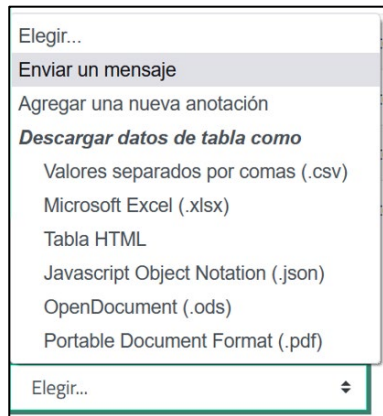 Elegir...
Enviar un mensaje
Agregar una nueva anotación
Descargar datos de tabla como
Valores separados por comas (.csv)
Microsoft Excel (.xlsx)
Tabla HTML
Javascript Object Notation (.json)
OpenDocument (.ods)
Portable Document Format (.pdf)
Elegir...